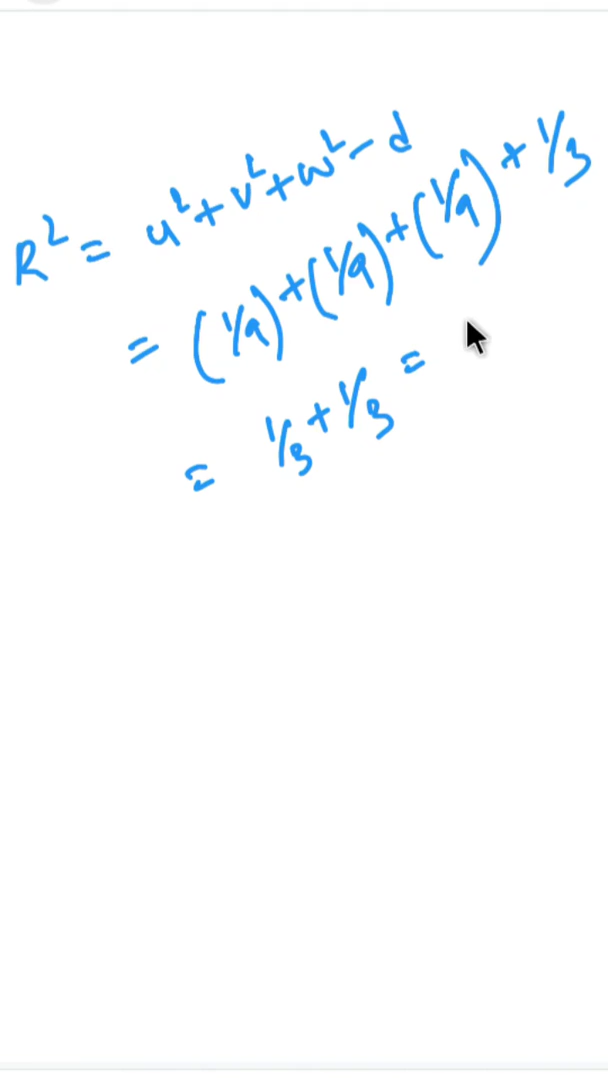 R² = u² + v² + w² - d
= (1/9) + (1/9) + (1/9) + 1/3
= 1/3 + 1/3 =